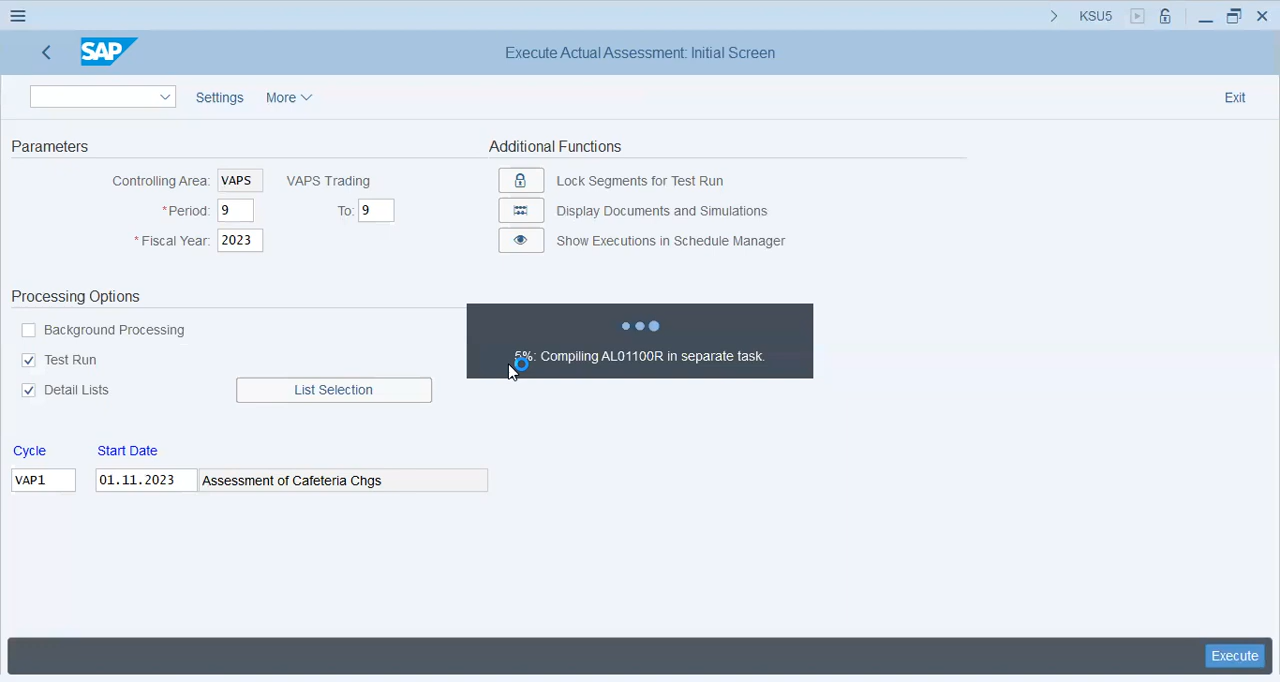 KSU5
SAP
Execute Actual Assessment: Initial Screen
Settings More Exit
Parameters
Controlling Area: VAPS VAPS Trading
*Period: 9 To: 9
*Fiscal Year: 2023
Additional Functions
Lock Segments for Test Run
Display Documents and Simulations
Show Executions in Schedule Manager
Processing Options
Background Processing
Test Run
Detail Lists List Selection
5%: Compiling AL01100R in separate task.
Cycle Start Date
VAP1 01.11.2023 Assessment of Cafeteria Chgs
Execute